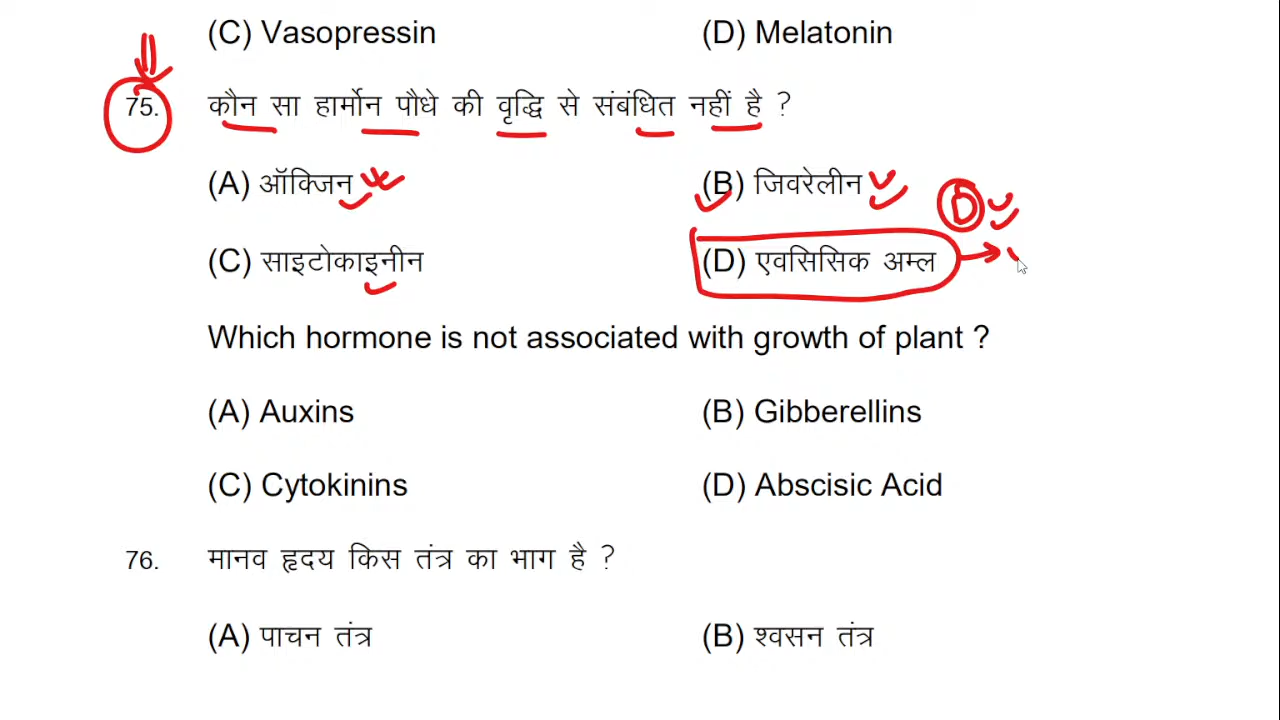 (C) Vasopressin (D) Melatonin
75. कौन सा हार्मोन पौधे की वृद्धि से संबंधित नहीं है ?
(A) ऑक्जिन (B) जिवरेलीन
D
(C) साइटोकाइनीन (D) एवसिसिक अम्ल
Which hormone is not associated with growth of plant ?
(A) Auxins (B) Gibberellins
(C) Cytokinins (D) Abscisic Acid
76. मानव हृदय किस तंत्र का भाग है ?
(A) पाचन तंत्र (B) श्वसन तंत्र